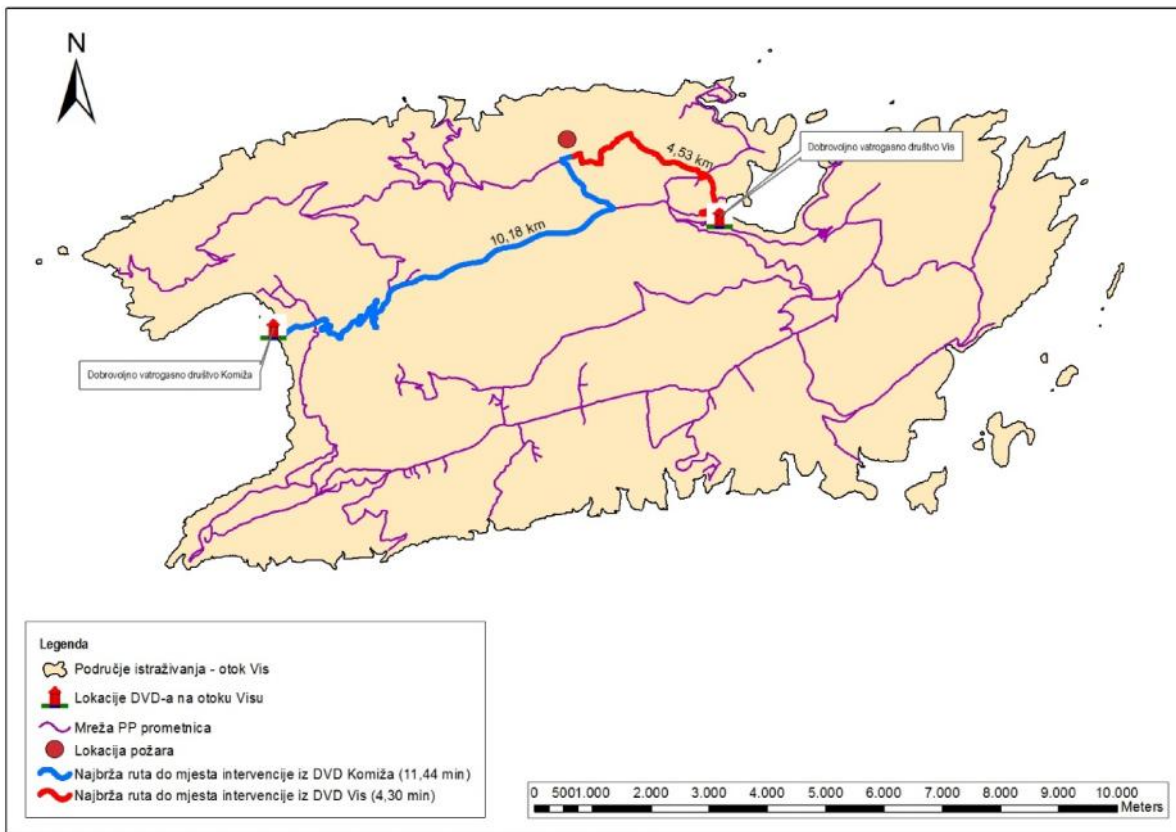 N
4,53 km
Dobrovoljno vatrogasno društvo Vis
10,18 km
Dobrovoljno vatrogasno društvo Komiža
Legenda
Područje istraživanja - otok Vis
Lokacije DVD-a na otoku Visu
Mreža PP prometnica
Lokacija požara
Najbrža ruta do mjesta intervencije iz DVD Komiža (11,44 min)
Najbrža ruta do mjesta intervencije iz DVD Vis (4,30 min)
0 5001.000 2.000 3.000 4.000 5.000 6.000 7.000 8.000 9.000 10.000
Meters